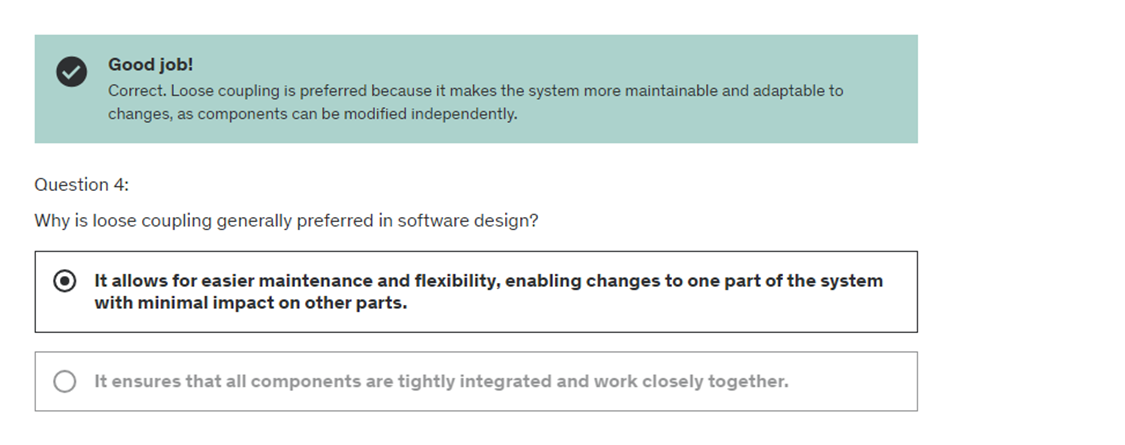 Good job!
Correct. Loose coupling is preferred because it makes the system more maintainable and adaptable to
changes, as components can be modified independently.
Question 4:
Why is loose coupling generally preferred in software design?
It allows for easier maintenance and flexibility, enabling changes to one part of the system
with minimal impact on other parts.
It ensures that all components are tightly integrated and work closely together.